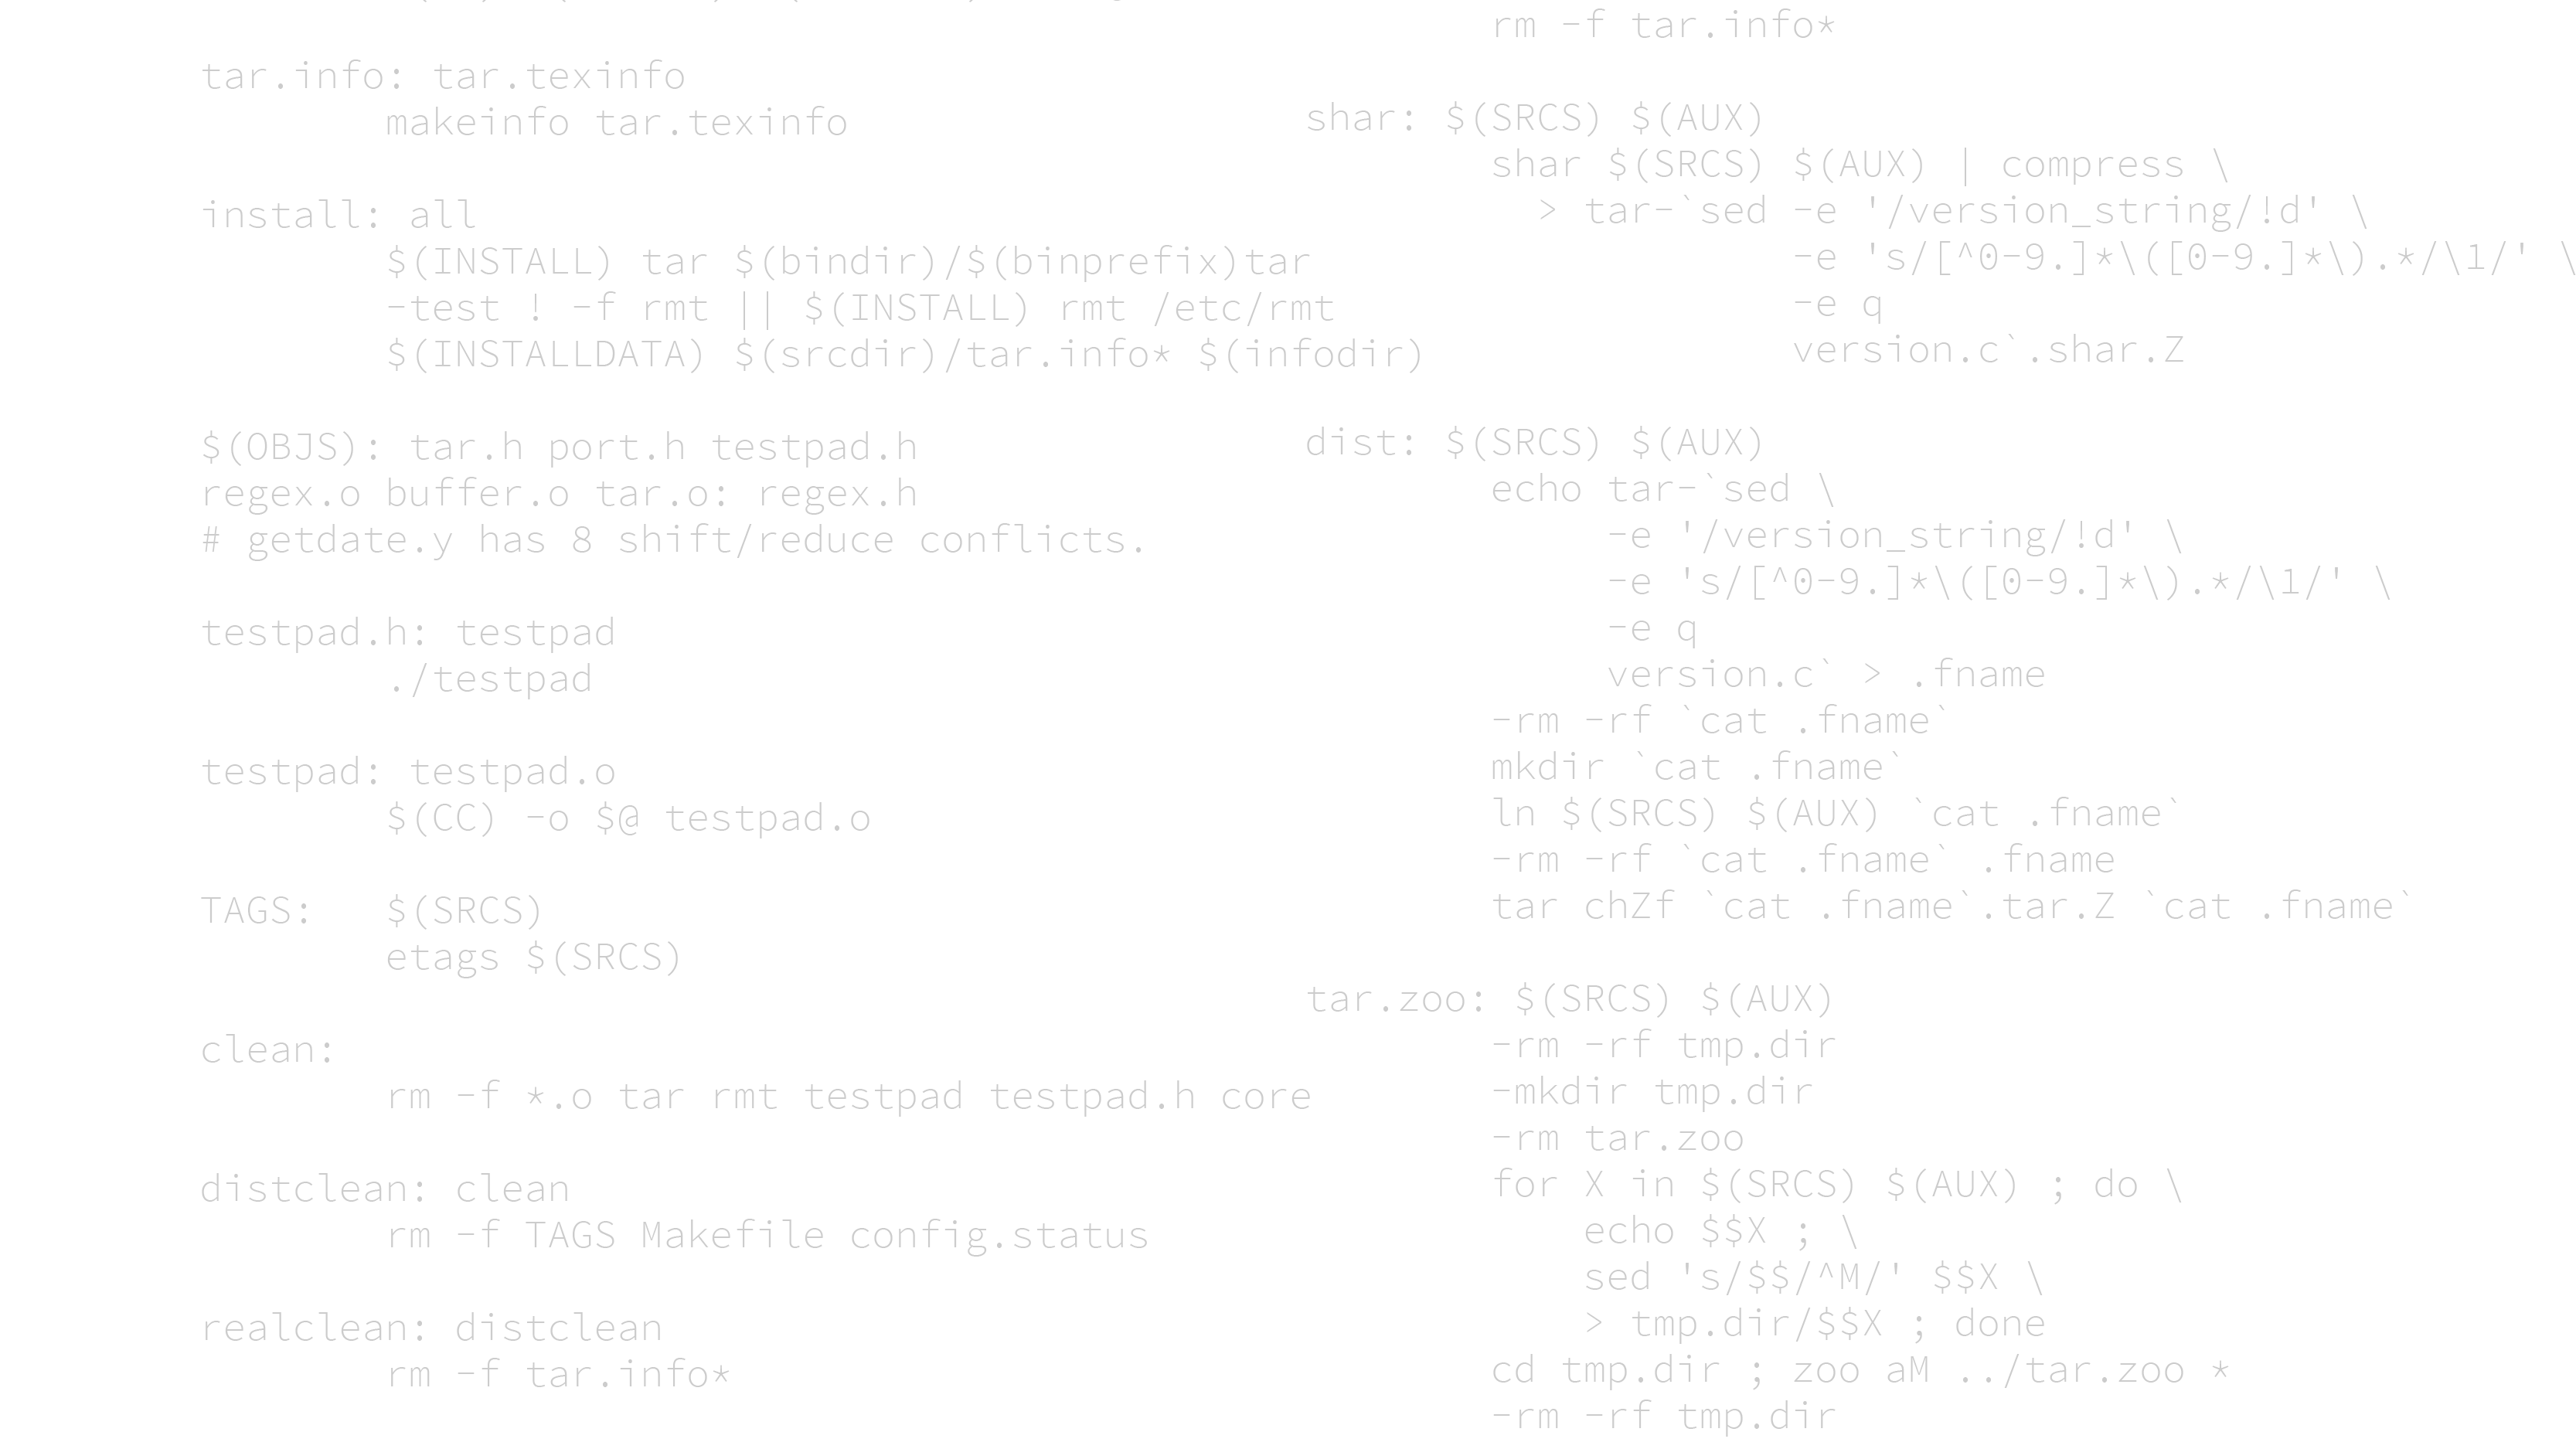 tar.info: tar.texinfo
        makeinfo tar.texinfo

install: all
        $(INSTALL) tar $(bindir)/$(binprefix)tar
        -test ! -f rmt || $(INSTALL) rmt /etc/rmt
        $(INSTALLDATA) $(srcdir)/tar.info* $(infodir)

$(OBJS): tar.h port.h testpad.h
regex.o buffer.o tar.o: regex.h
# getdate.y has 8 shift/reduce conflicts.

testpad.h: testpad
        ./testpad

testpad: testpad.o
        $(CC) -o $@ testpad.o

TAGS:   $(SRCS)
        etags $(SRCS)

clean:
        rm -f *.o tar rmt testpad testpad.h core

distclean: clean
        rm -f TAGS Makefile config.status

realclean: distclean
        rm -f tar.info*

        rm -f tar.info*

shar: $(SRCS) $(AUX)
        shar $(SRCS) $(AUX) | compress \
          > tar-`sed -e '/version_string/!d' \
                     -e 's/[^0-9.]*\([0-9.]*\).*/\1/' \
                     -e q
                     version.c`.shar.Z

dist: $(SRCS) $(AUX)
        echo tar-`sed \
             -e '/version_string/!d' \
             -e 's/[^0-9.]*\([0-9.]*\).*/\1/' \
             -e q
             version.c` > .fname
        -rm -rf `cat .fname`
        mkdir `cat .fname`
        ln $(SRCS) $(AUX) `cat .fname`
        -rm -rf `cat .fname` .fname
        tar chZf `cat .fname`.tar.Z `cat .fname`

tar.zoo: $(SRCS) $(AUX)
        -rm -rf tmp.dir
        -mkdir tmp.dir
        -rm tar.zoo
        for X in $(SRCS) $(AUX) ; do \
            echo $$X ; \
            sed 's/$$/^M/' $$X \
            > tmp.dir/$$X ; done
        cd tmp.dir ; zoo aM ../tar.zoo *
        -rm -rf tmp.dir